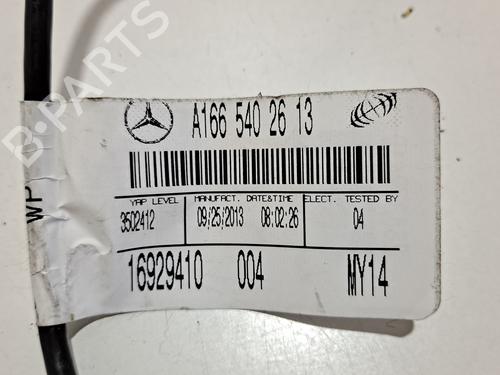 A166 540 26 13
YAP LEVEL MANUFACT. DATE&TIME ELECT. TESTED BY
3502412 09/25/2013 08:02:26 04
16929410 004 MY14
WP
B-PARTS